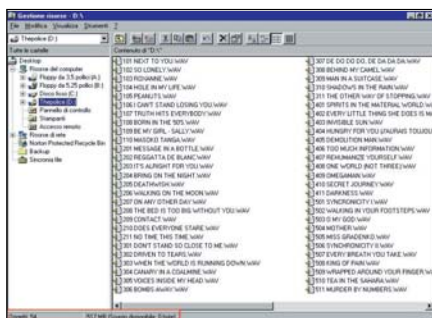 Gestione risorse - D:\
File Modifica Visualizza Strumenti ?
Thepolice (D:)
Tutte le cartelle
Contenuto di "D:\"
Desktop
Risorse del computer
Floppy da 3.5 pollici (A:)
Floppy da 5.25 pollici (B:)
Disco fisso (C:)
Thepolice (D:)
Pannello di controllo
Stampanti
Accesso remoto
Risorse di rete
Norton Protected Recycle Bin
Backup
Sincronia file
101 NEXT TO YOU.WAV
102 SO LONELY.WAV
103 ROXANNE.WAV
104 HOLE IN MY LIFE.WAV
105 PEANUTS.WAV
106 I CAN'T STAND LOSING YOU.WAV
107 TRUTH HITS EVERYBODY.WAV
108 BORN IN THE 50'S.WAV
109 BE MY GIRL - SALLY.WAV
110 MASOKO TANGA.WAV
201 MESSAGE IN A BOTTLE.WAV
202 REGGATTA DE BLANC.WAV
203 IT'S ALRIGHT FOR YOU.WAV
204 BRING ON THE NIGHT.WAV
205 DEATHWISH.WAV
206 WALKING ON THE MOON.WAV
207 ON ANY OTHER DAY.WAV
208 THE BED IS TOO BIG WITHOUT YOU.WAV
209 CONTACT.WAV
210 DOES EVERYONE STARE.WAV
211 NO TIME THIS TIME.WAV
301 DON'T STAND SO CLOSE TO ME.WAV
302 DRIVEN TO TEARS.WAV
303 WHEN THE WORLD IS RUNNING DOWN.WAV
304 CANARY IN A COALMINE.WAV
305 VOICES INSIDE MY HEAD.WAV
306 BOMBS AWAY.WAV
307 DE DO DO DO, DE DA DA DA.WAV
308 BEHIND MY CAMEL.WAV
309 MAN IN A SUITCASE.WAV
310 SHADOWS IN THE RAIN.WAV
311 THE OTHER WAY OF STOPPING.WAV
401 SPIRITS IN THE MATERIAL WORLD.W
402 EVERY LITTLE THING SHE DOES IS MA
403 INVISIBLE SUN.WAV
404 HUNGRY FOR YOU (J'AURAIS TOUJOU
405 DEMOLITION MAN.WAV
406 TOO MUCH INFORMATION.WAV
407 REHUMANIZE YOURSELF.WAV
408 ONE WORLD (NOT THREE).WAV
409 OMEGAMAN.WAV
410 SECRET JOURNEY.WAV
411 DARKNESS.WAV
501 SYNCRONICITY I.WAV
502 WALKING IN YOUR FOOTSTEPS.WAV
503 O MY GOD.WAV
504 MOTHER.WAV
505 MISS GRADENKO.WAV
506 SYNCHRONICITY II.WAV
507 EVERY BREATH YOU TAKE.WAV
508 KING OF PAIN.WAV
509 WRAPPED AROUND YOUR FINGER.W
510 TEA IN THE SAHARA.WAV
511 MURDER BY NUMBERS.WAV
Oggetti: 54
(Spazio disponibile: 0 byte)